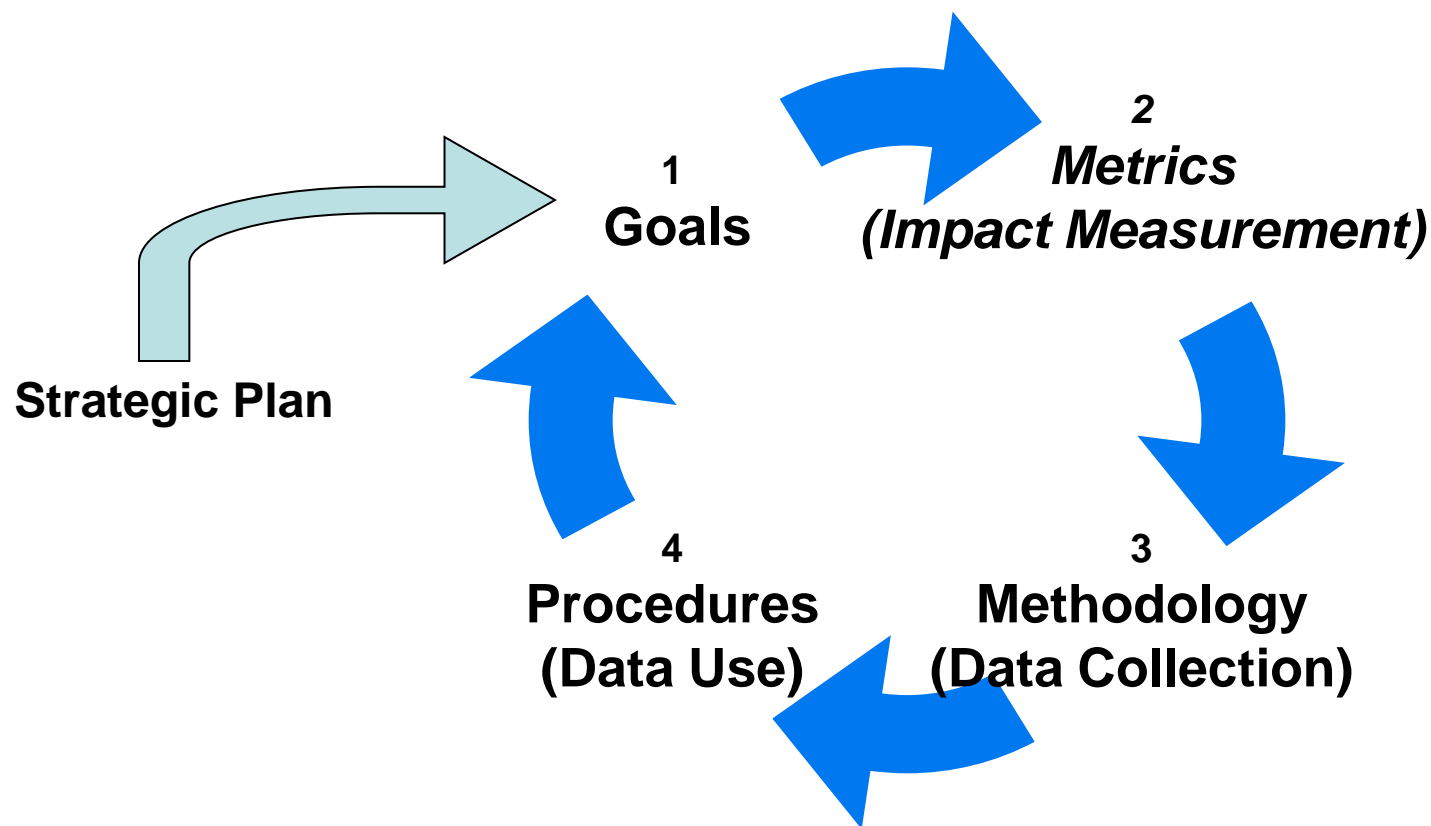 1
Goals
2
Metrics
(Impact Measurement)
Strategic Plan
3
Methodology
(Data Collection)
4
Procedures
(Data Use)